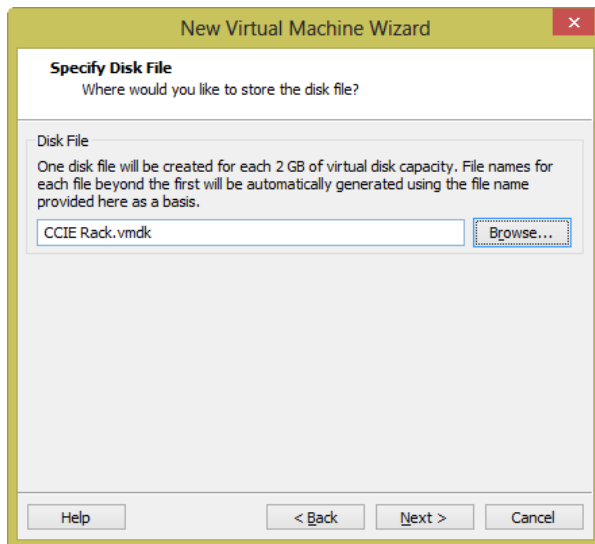 New Virtual Machine Wizard
Specify Disk File
Where would you like to store the disk file?
Disk File
One disk file will be created for each 2 GB of virtual disk capacity. File names for
each file beyond the first will be automatically generated using the file name
provided here as a basis.
CCIE Rack.vmdk
Browse...
Help
< Back
Next >
Cancel